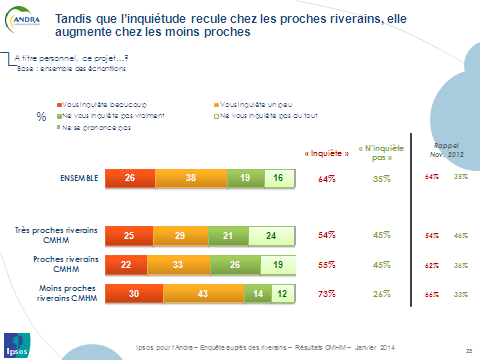 ANDRA
Tandis que l'inquiétude recule chez les proches riverains, elle
augmente chez les moins proches
A titre personnel, ce projet…?
Base : ensemble des échantillons
%
Vous inquiète beaucoup
Vous inquiète un peu
Ne vous inquiète pas vraiment
Ne vous inquiète pas du tout
Ne se prononce pas
« Inquiète »
« N'inquiète
pas »
Rappel
Nov. 2012
ENSEMBLE 26 38 19 16 64% 35% 64% 35%
Très proches riverains
CMHM
25 29 21 24 54% 45% 54% 46%
Proches riverains
CMHM
22 33 26 19 55% 45% 62% 36%
Moins proches
riverains CMHM
30 43 14 12 73% 26% 66% 33%
Ipsos
Ipsos pour l'Andra – Enquête auprès des riverains – Résultats CMHM – Janvier 2014
25